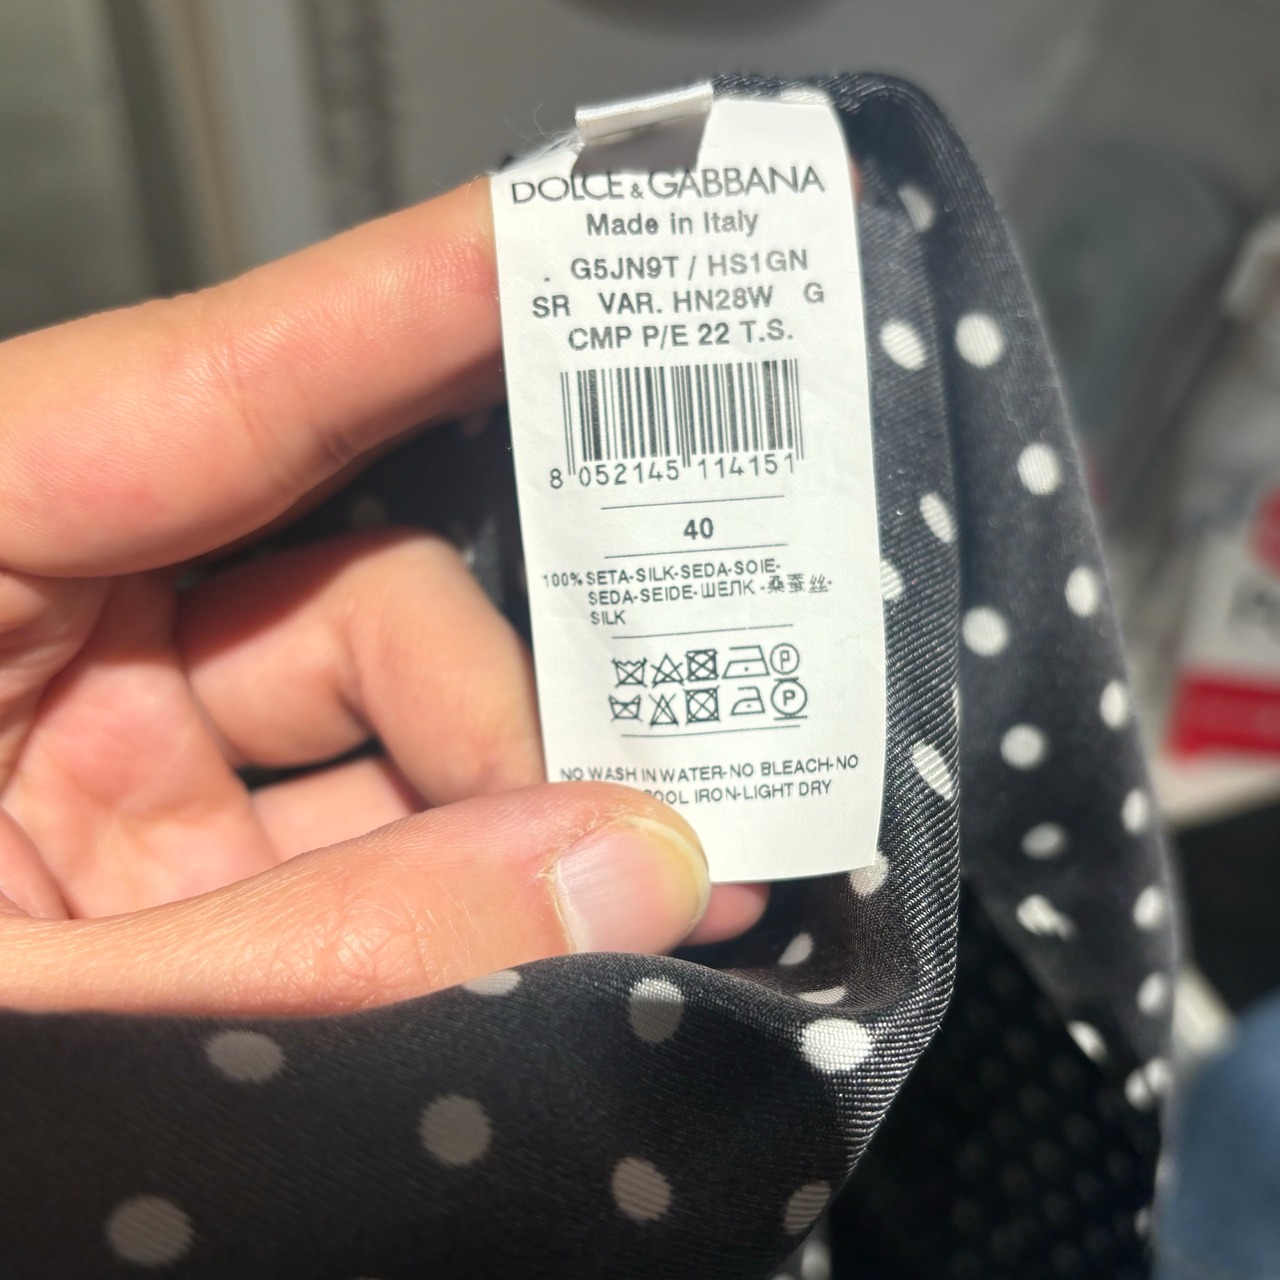 DOLCE & GABBANA
Made in Italy
. G5JN9T / HS1GN
SR VAR. HN28W G
CMP P/E 22 T.S.
8 052145 114151
40
100% SETA-SILK-SEDA-SOIE-
SEDA-SEIDE-ШЕЛК-桑蚕丝-
SILK
P
P
NO WASH IN WATER-NO BLEACH-NO
COOL IRON-LIGHT DRY